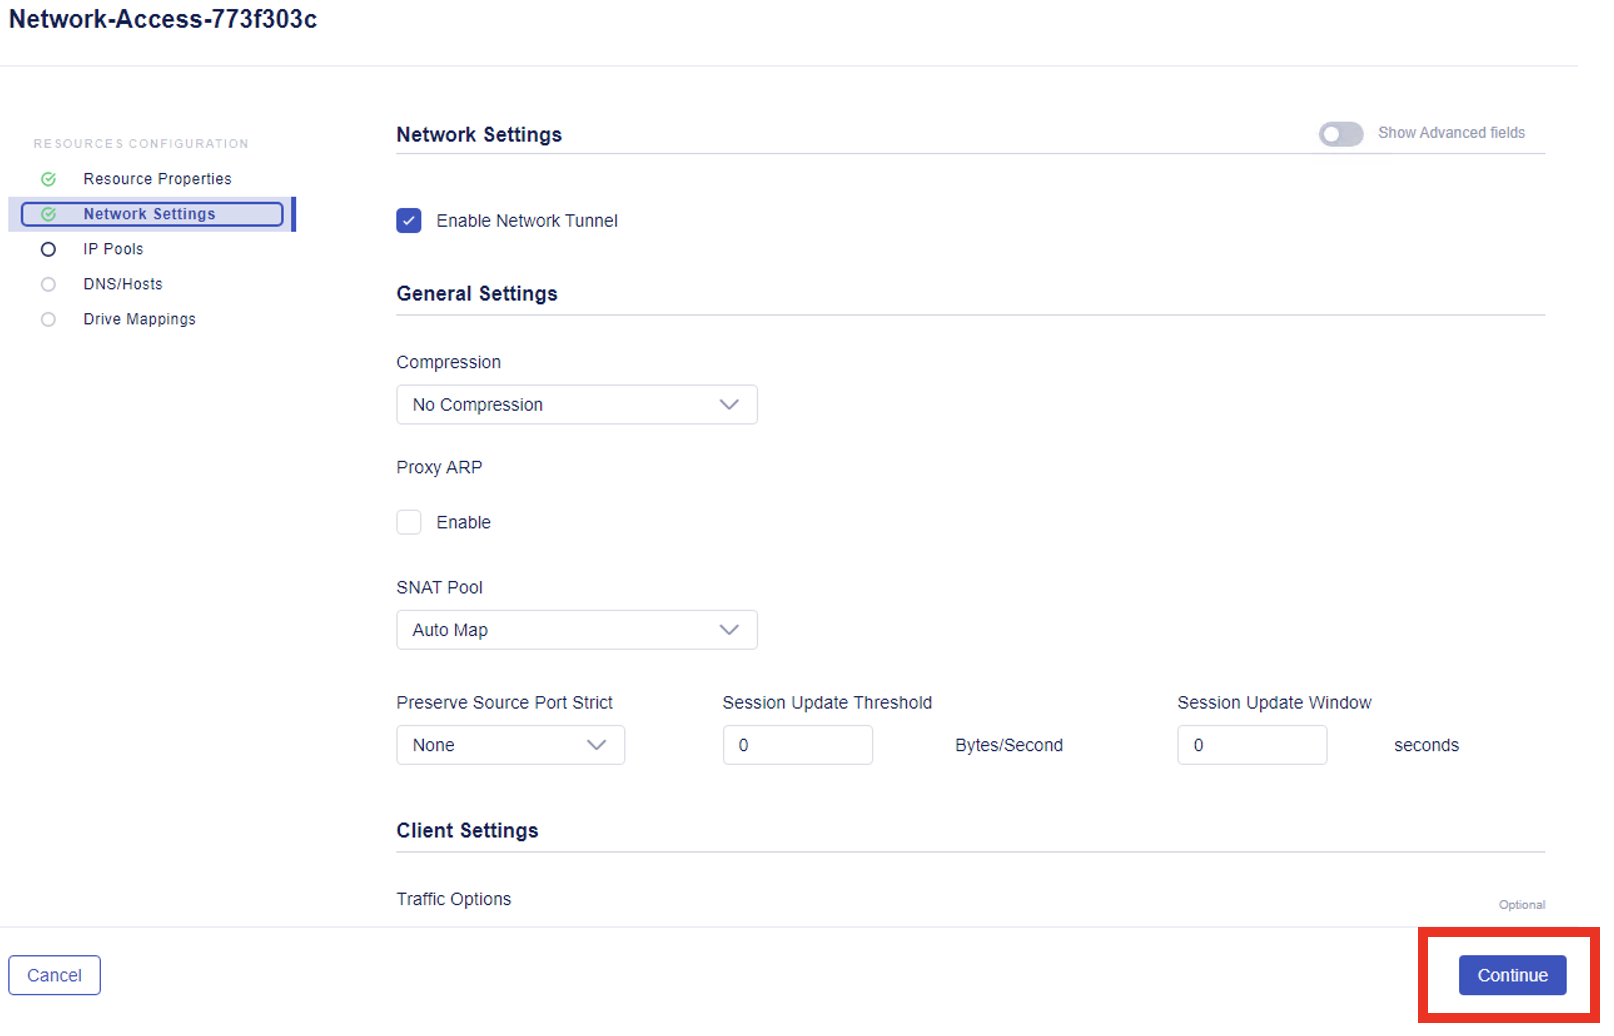 Network-Access-773f303c
RESOURCES CONFIGURATION
Resource Properties
Network Settings
IP Pools
DNS/Hosts
Drive Mappings
Network Settings
Show Advanced fields
Enable Network Tunnel
General Settings
Compression
No Compression
Proxy ARP
Enable
SNAT Pool
Auto Map
Preserve Source Port Strict
None
Session Update Threshold
0 Bytes/Second
Session Update Window
0 seconds
Client Settings
Traffic Options
Optional
Cancel
Continue